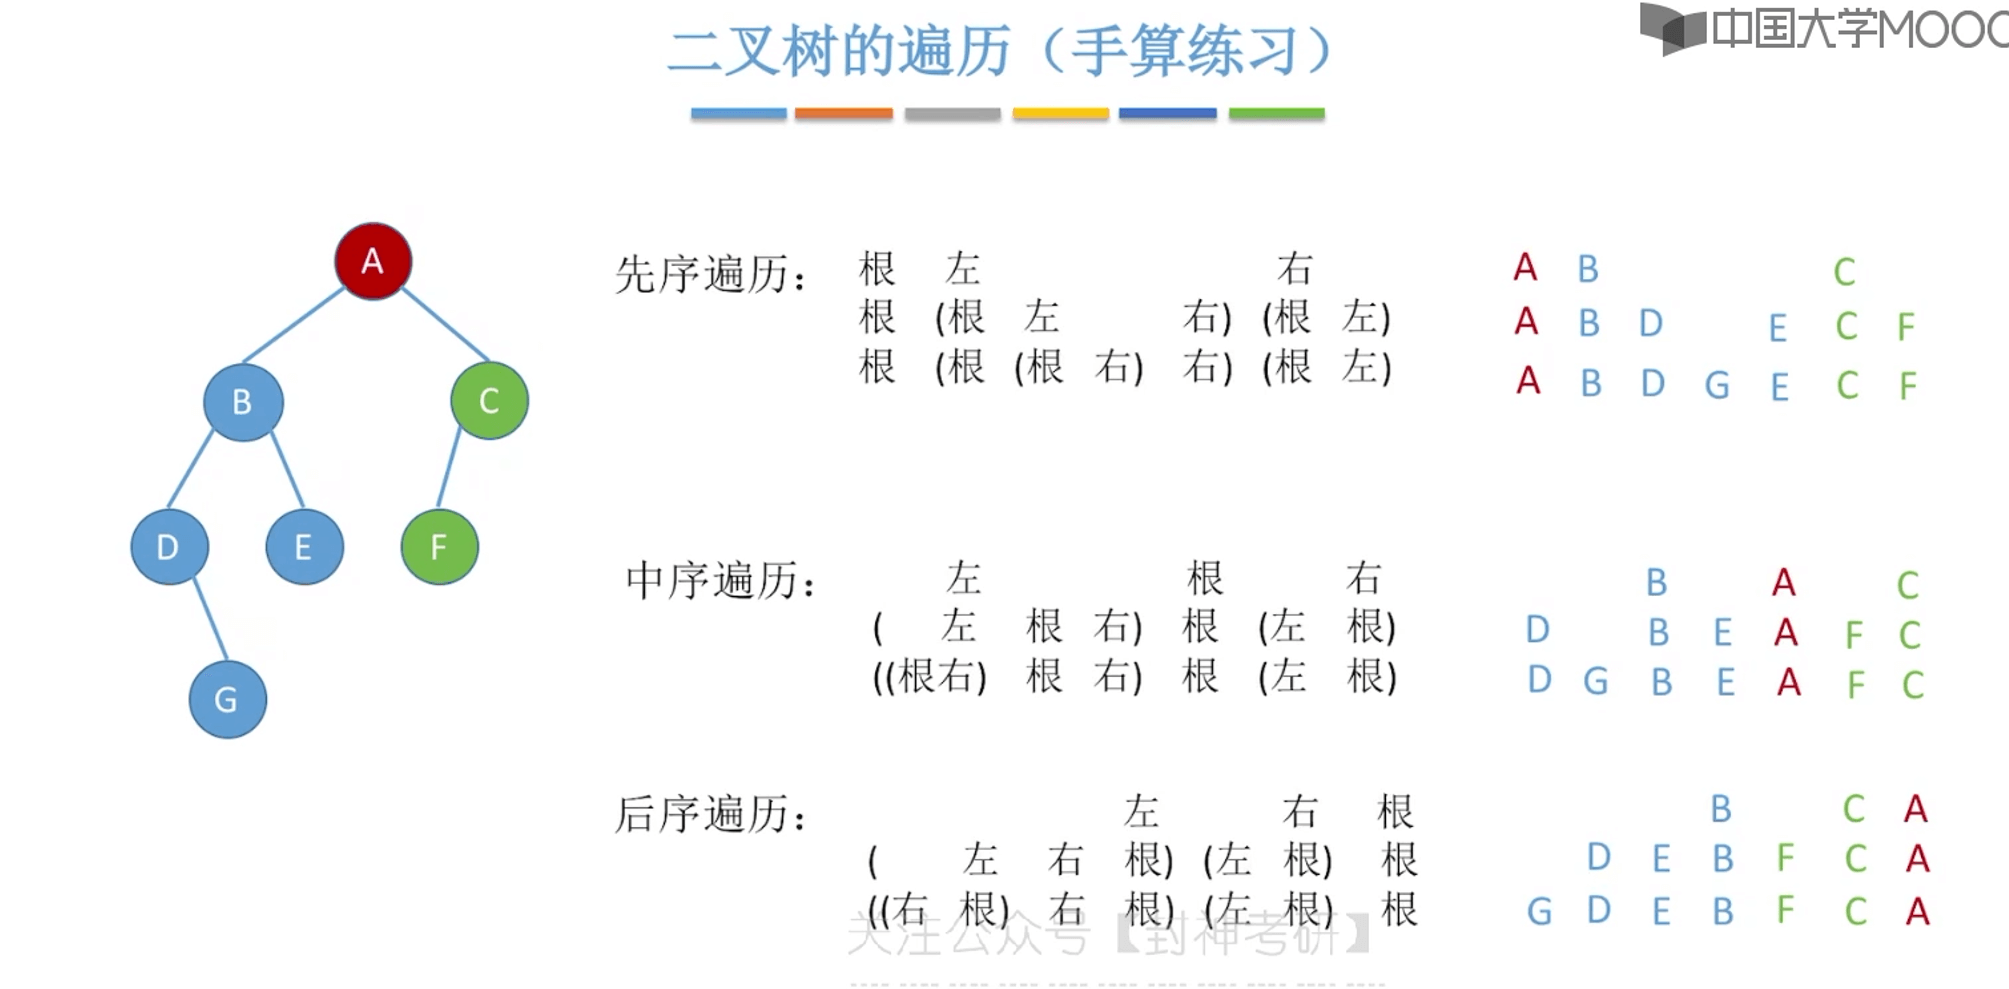 中国大学MOOC
二叉树的遍历（手算练习）
A
B C
D E F
G
先序遍历： 根 左 右 A B C
根 (根 左 右) (根 左) A B D E C F
根 (根 (根 右) 右) (根 左) A B D G E C F
中序遍历： 左 根 右 B A C
( 左 根 右) 根 (左 根) D B E A F C
((根右) 根 右) 根 (左 根) D G B E A F C
后序遍历： 左 右 根 B C A
( 左 右 根) (左 根) 根 D E B F C A
((右 根) 右 根) (左 根) 根 G D E B F C A
关注公众号【封神考研】